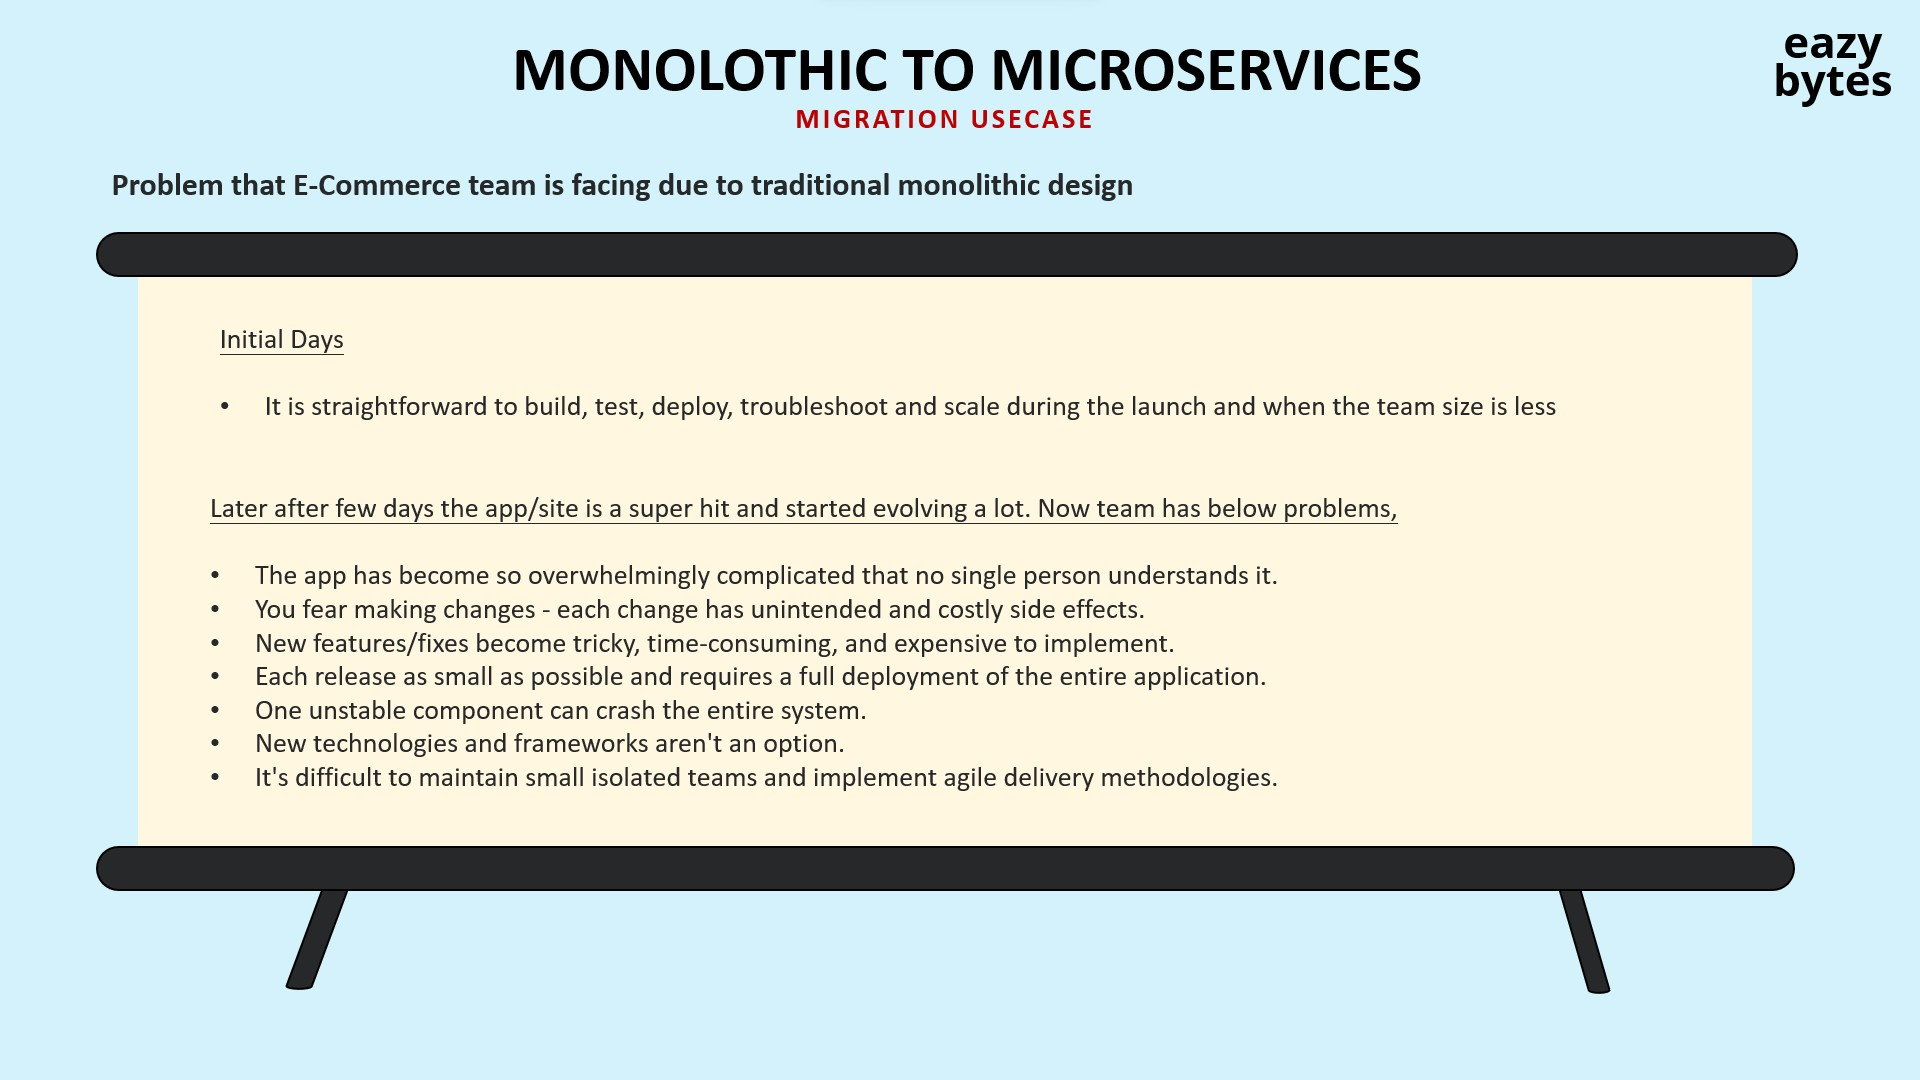 MONOLOTHIC TO MICROSERVICES
MIGRATION USECASE
eazy
bytes
Problem that E-Commerce team is facing due to traditional monolithic design
Initial Days
• It is straightforward to build, test, deploy, troubleshoot and scale during the launch and when the team size is less
Later after few days the app/site is a super hit and started evolving a lot. Now team has below problems,
• The app has become so overwhelmingly complicated that no single person understands it.
• You fear making changes - each change has unintended and costly side effects.
• New features/fixes become tricky, time-consuming, and expensive to implement.
• Each release as small as possible and requires a full deployment of the entire application.
• One unstable component can crash the entire system.
• New technologies and frameworks aren't an option.
• It's difficult to maintain small isolated teams and implement agile delivery methodologies.